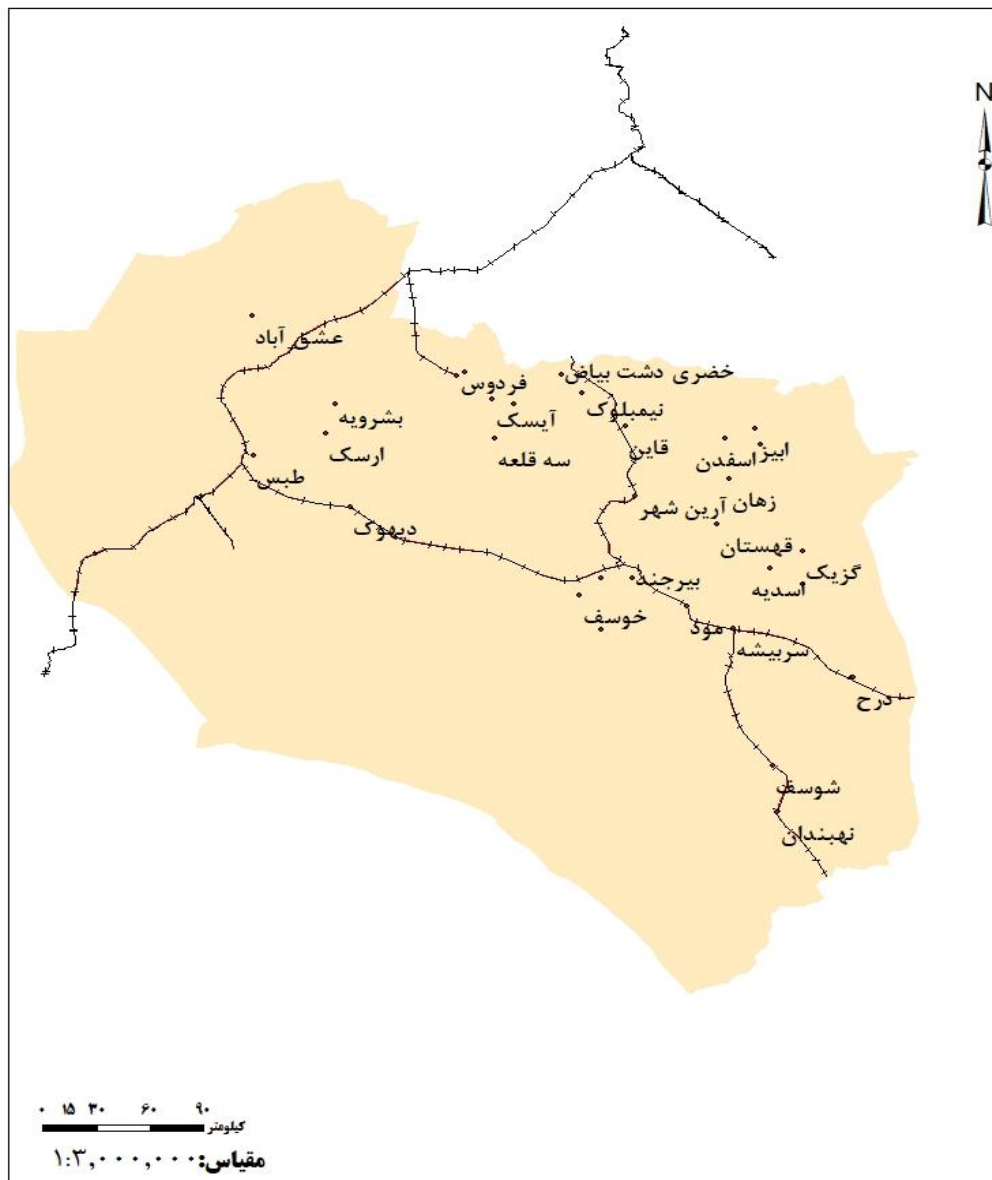 N
عشق آباد
خضری دشت بیاض
فردوس
نیمبلوک
بشرویه
آیسک
ارسک
سه قلعه
قاین
اسفدن
ابیز
طبس
زهان
آرین شهر
دیهوک
قهستان
گزیک
بیرجند
اسدیه
خوسف
مود
سربیشه
درح
شوسف
نهبندان
۰ ۱۵ ۳۰ ۶۰ ۹۰
کیلومتر
مقیاس:۱:۳,۰۰۰,۰۰۰